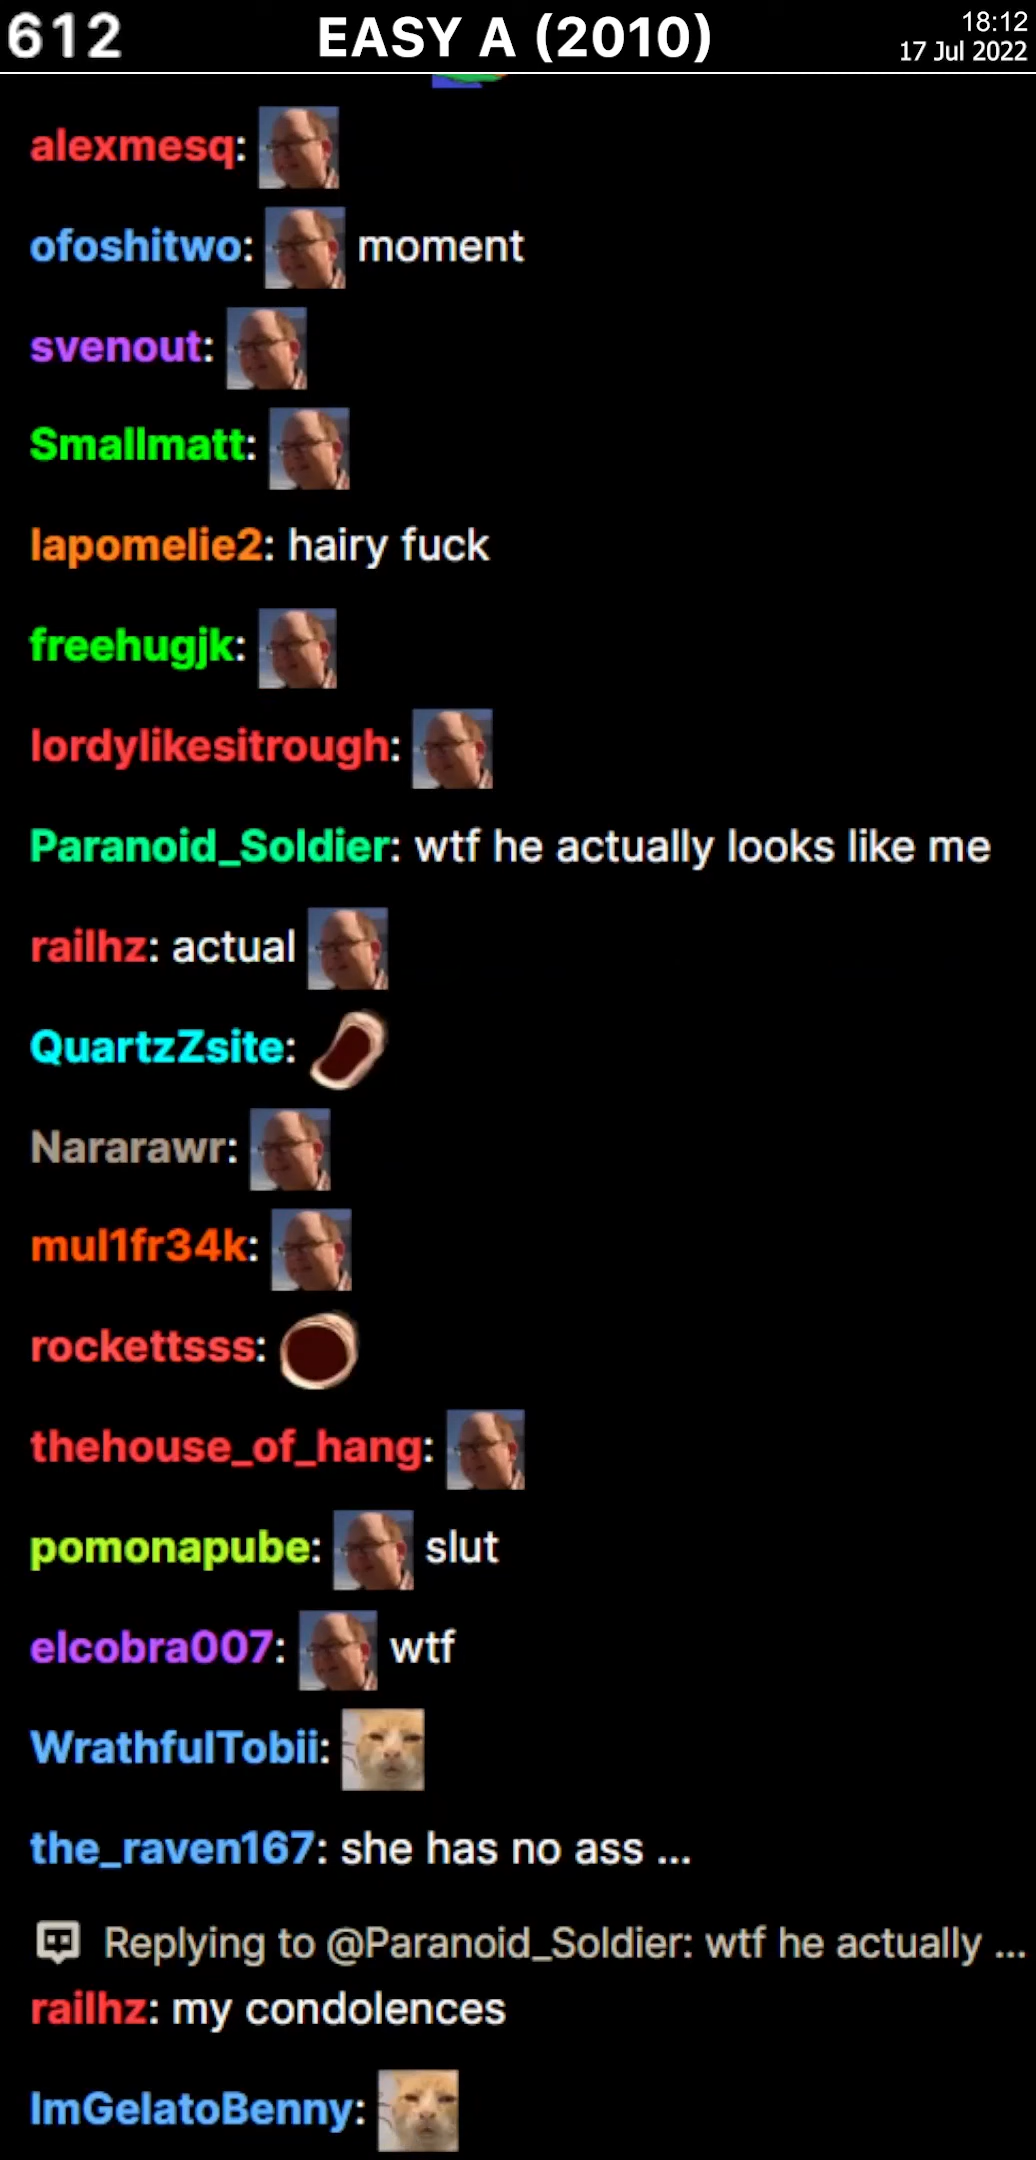 612
EASY A (2010)
18:12
17 Jul 2022
alexmesq:
ofoshitwo: moment
svenout:
Smallmatt:
lapomelie2: hairy fuck
freehugjk:
lordylikesitrough:
Paranoid_Soldier: wtf he actually looks like me
railhz: actual
QuartzZsite:
Nararawr:
mul1fr34k:
rockettsss:
thehouse_of_hang:
pomonapube: slut
elcobra007: wtf
WrathfulTobii:
the_raven167: she has no ass ...
Replying to @Paranoid_Soldier: wtf he actually ...
railhz: my condolences
ImGelatoBenny: